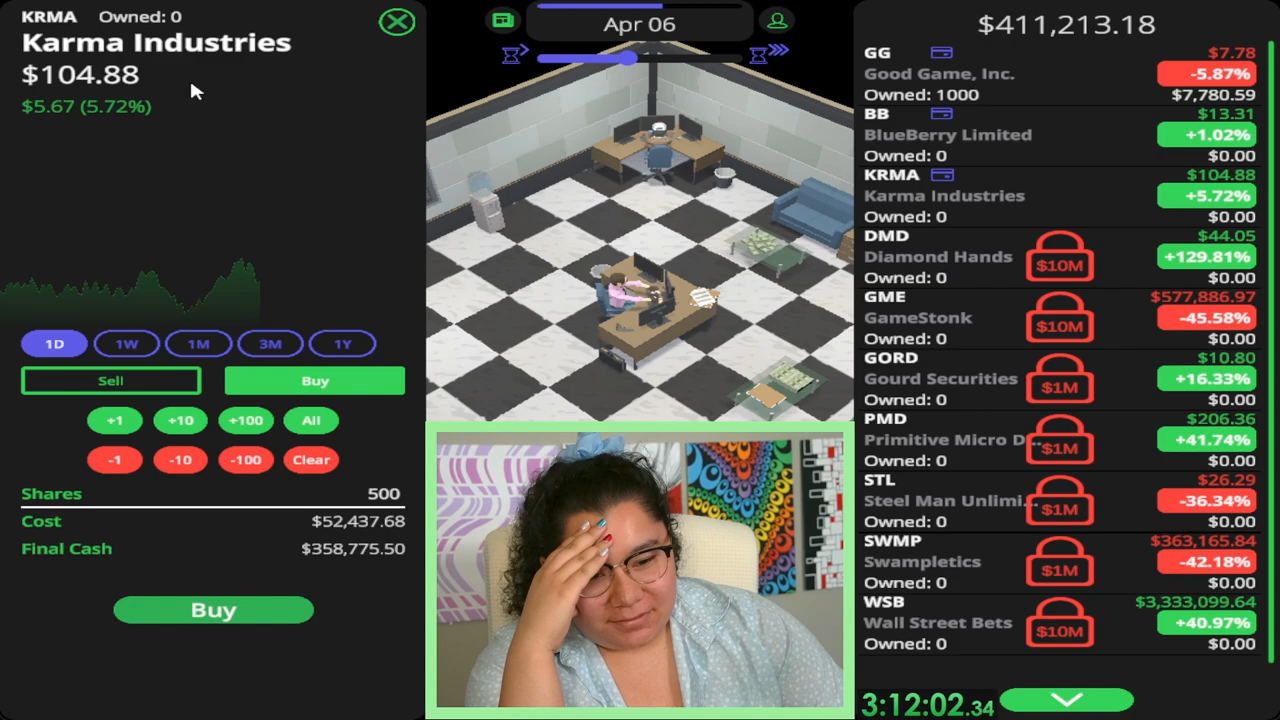 KRMA Owned: 0
Karma Industries
$104.88
$5.67 (5.72%)
1D 1W 1M 3M 1Y
Sell Buy
+1 +10 +100 All
-1 -10 -100 Clear
Shares 500
Cost $52,437.68
Final Cash $358,775.50
Buy
Apr 06
$411,213.18
GG $7.78
Good Game, Inc. -5.87%
Owned: 1000 $7,780.59
BB $13.31
BlueBerry Limited +1.02%
Owned: 0 $0.00
KRMA $104.88
Karma Industries +5.72%
Owned: 0 $0.00
DMD $44.05
Diamond Hands $10M +129.81%
Owned: 0 $0.00
GME $577,886.97
GameStonk $10M -45.58%
Owned: 0 $0.00
GORD $10.80
Gourd Securities $1M +16.33%
Owned: 0 $0.00
PMD $206.36
Primitive Micro D... $1M +41.74%
Owned: 0 $0.00
STL $26.29
Steel Man Unlimi... $1M -36.34%
Owned: 0 $0.00
SWMP $363,165.84
Swampletics $1M -42.18%
Owned: 0 $0.00
WSB $3,333,099.64
Wall Street Bets $10M +40.97%
Owned: 0 $0.00
3:12:02.34